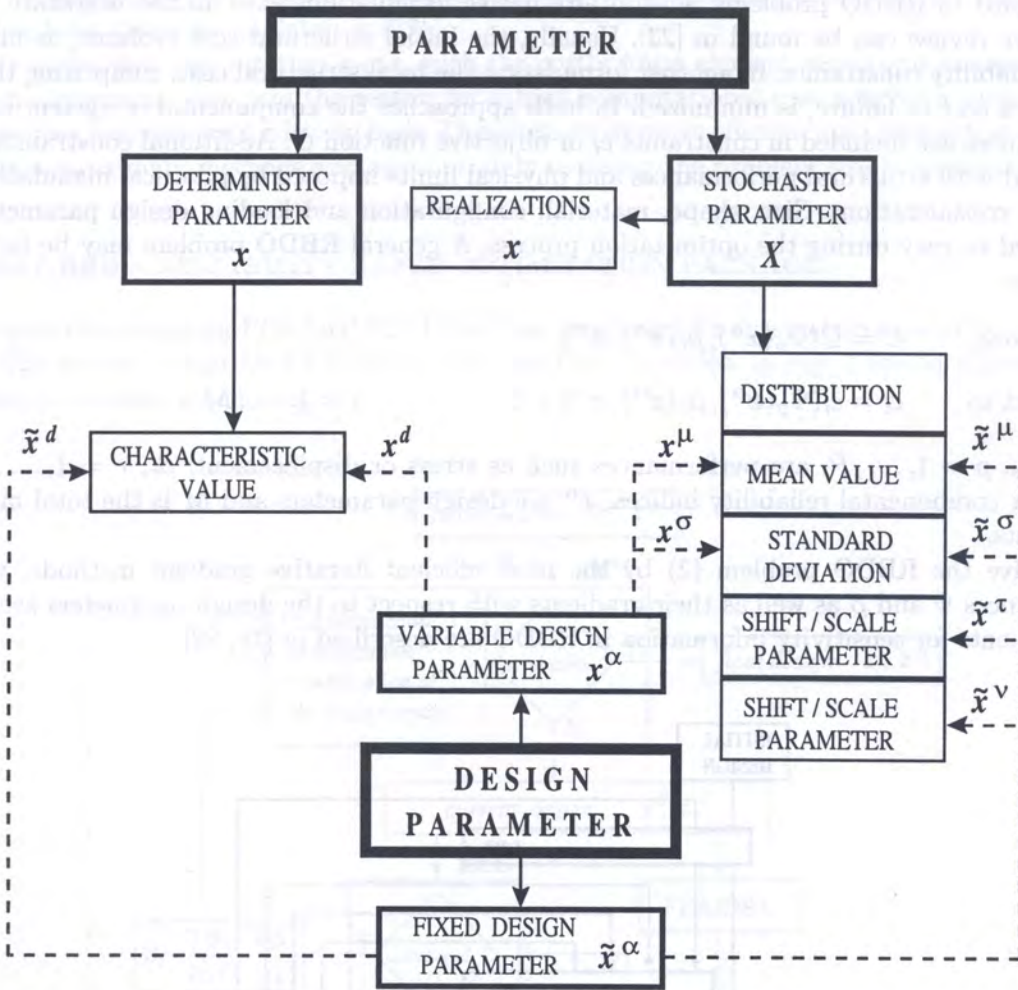 PARAMETER
DETERMINISTIC
PARAMETER
x
REALIZATIONS
x
STOCHASTIC
PARAMETER
X
DISTRIBUTION
x̃ᵈ
CHARACTERISTIC
VALUE
xᵈ
x^μ
MEAN VALUE
x̃^μ
x^σ
STANDARD
DEVIATION
x̃^σ
VARIABLE DESIGN
PARAMETER x^α
SHIFT / SCALE
PARAMETER
x̃^τ
SHIFT / SCALE
PARAMETER
x̃^ν
DESIGN
PARAMETER
FIXED DESIGN
PARAMETER x̃^α